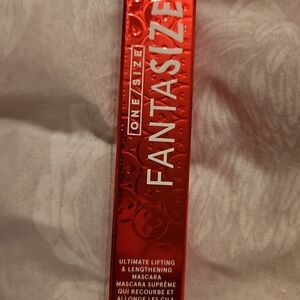 ONE/SIZE
FANTASIZE
ULTIMATE LIFTING
& LENGTHENING
MASCARA
MASCARA SUPRÊME
QUI RECOURBE ET
ALLONGE LES CILS